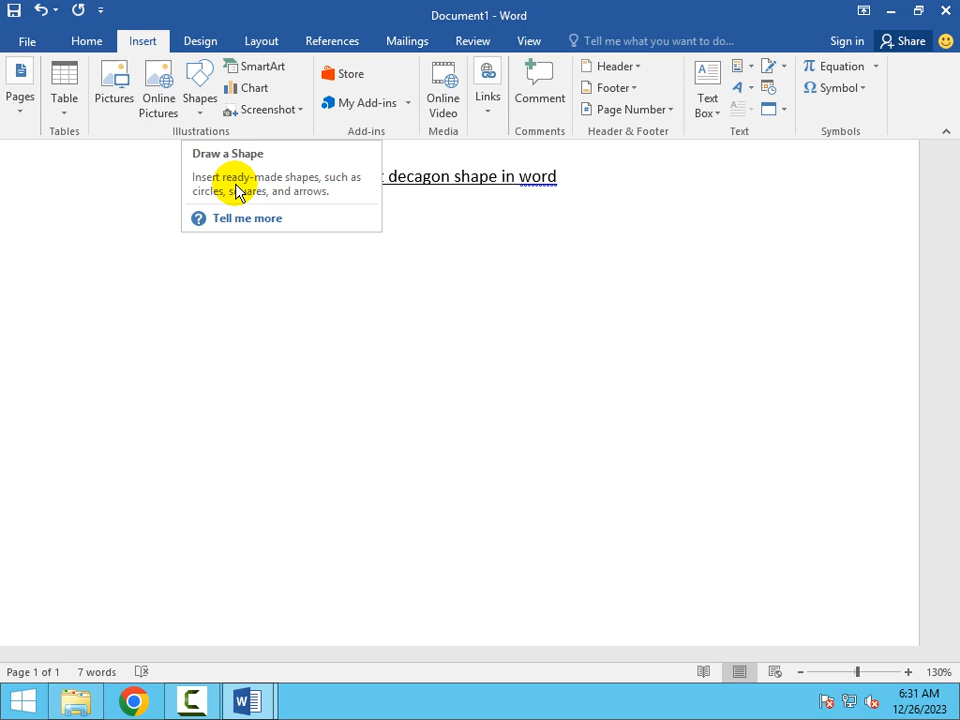 Document1 - Word
File Home Insert Design Layout References Mailings Review View Tell me what you want to do... Sign in Share
Pages
Table
Pictures
Online Pictures
Shapes
SmartArt
Chart
Screenshot
Store
My Add-ins
Online Video
Links
Comment
Header
Footer
Page Number
Text Box
Equation
Symbol
Tables Illustrations Add-ins Media Comments Header & Footer Text Symbols
Draw a Shape
Insert ready-made shapes, such as
circles, squares, and arrows.
Tell me more
decagon shape in word
Page 1 of 1 7 words 130%
6:31 AM
12/26/2023